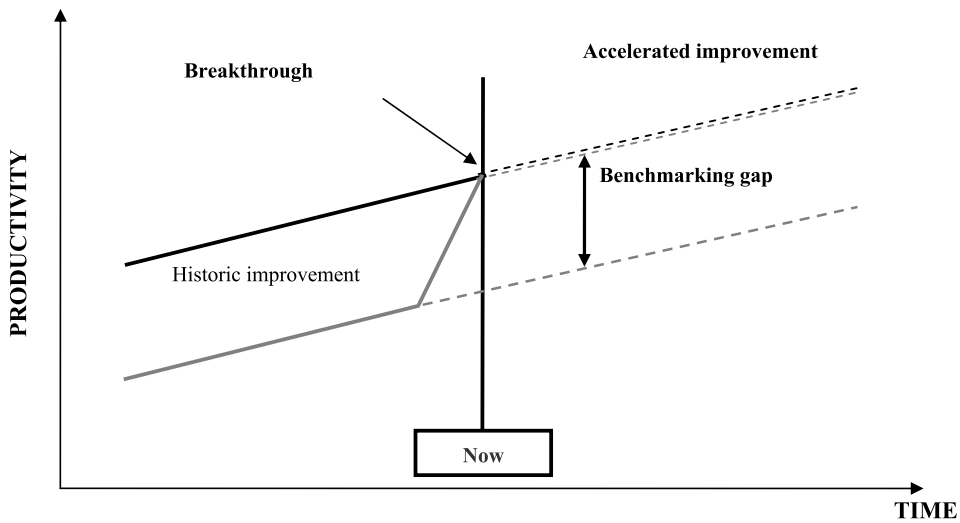 Accelerated improvement
Breakthrough
Benchmarking gap
PRODUCTIVITY
Historic improvement
Now
TIME